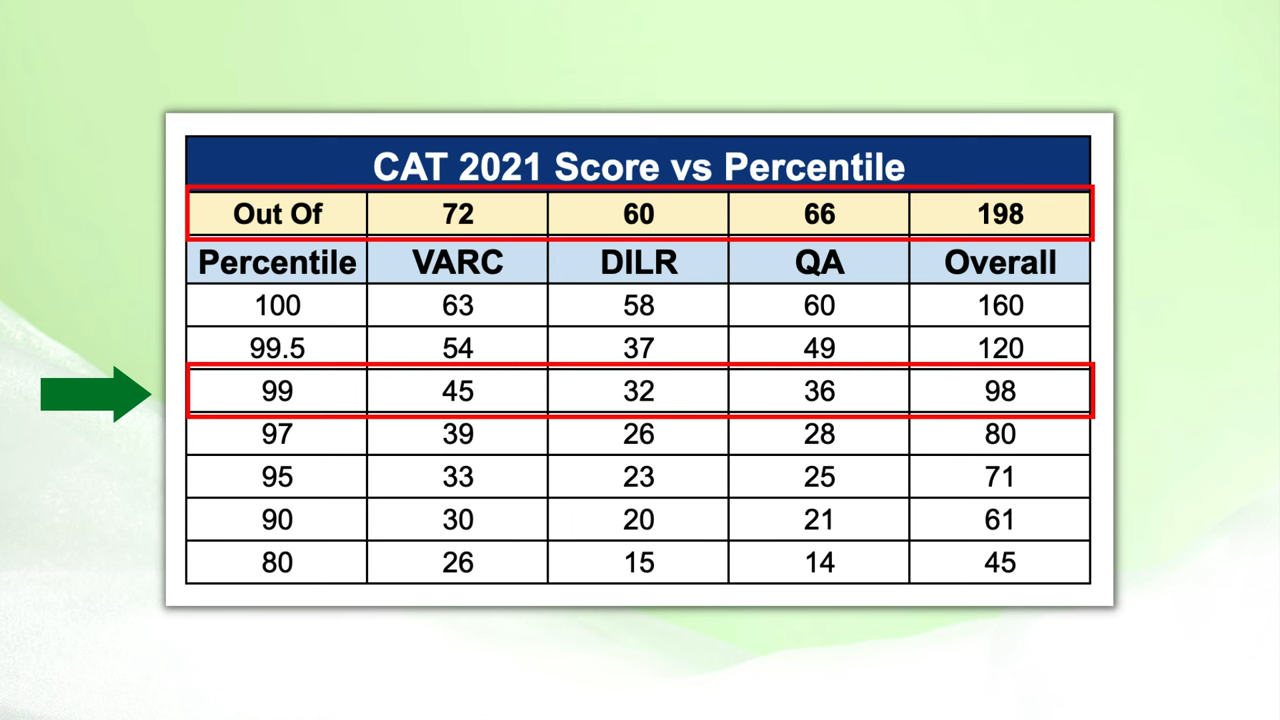 CAT 2021 Score vs Percentile
Out Of 72 60 66 198
Percentile VARC DILR QA Overall
100 63 58 60 160
99.5 54 37 49 120
99 45 32 36 98
97 39 26 28 80
95 33 23 25 71
90 30 20 21 61
80 26 15 14 45